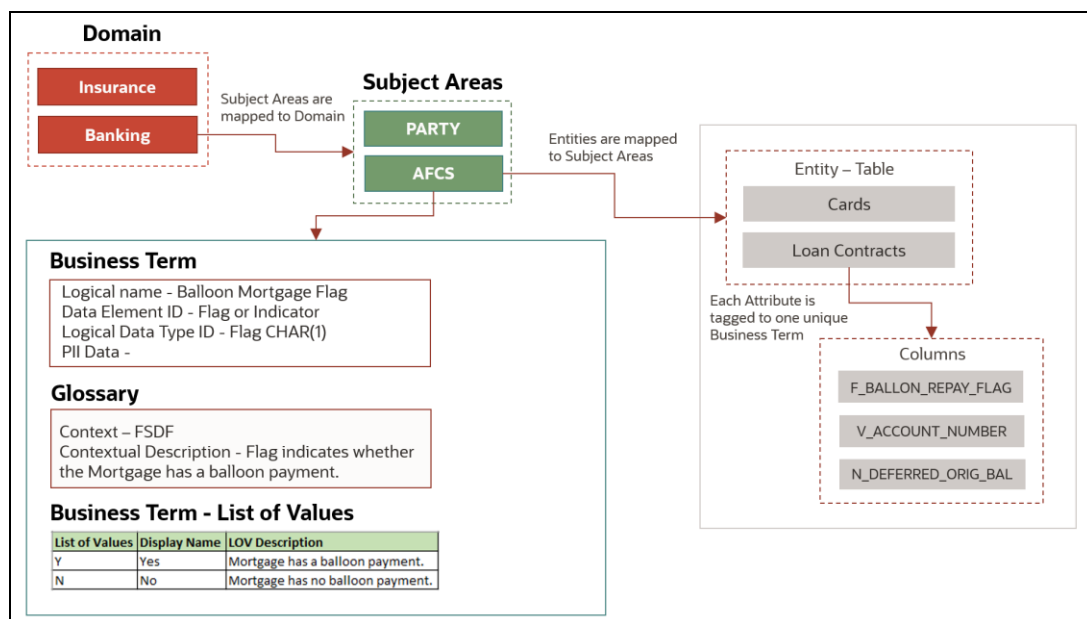 Domain
Insurance
Banking
Subject Areas are
mapped to Domain
Subject Areas
PARTY
AFCS
Entities are mapped
to Subject Areas
Entity – Table
Cards
Loan Contracts
Each Attribute is
tagged to one unique
Business Term
Columns
F_BALLON_REPAY_FLAG
V_ACCOUNT_NUMBER
N_DEFERRED_ORIG_BAL
Business Term
Logical name - Balloon Mortgage Flag
Data Element ID - Flag or Indicator
Logical Data Type ID - Flag CHAR(1)
PII Data -
Glossary
Context – FSDF
Contextual Description - Flag indicates whether
the Mortgage has a balloon payment.
Business Term - List of Values
List of Values Display Name LOV Description
Y Yes Mortgage has a balloon payment.
N No Mortgage has no balloon payment.